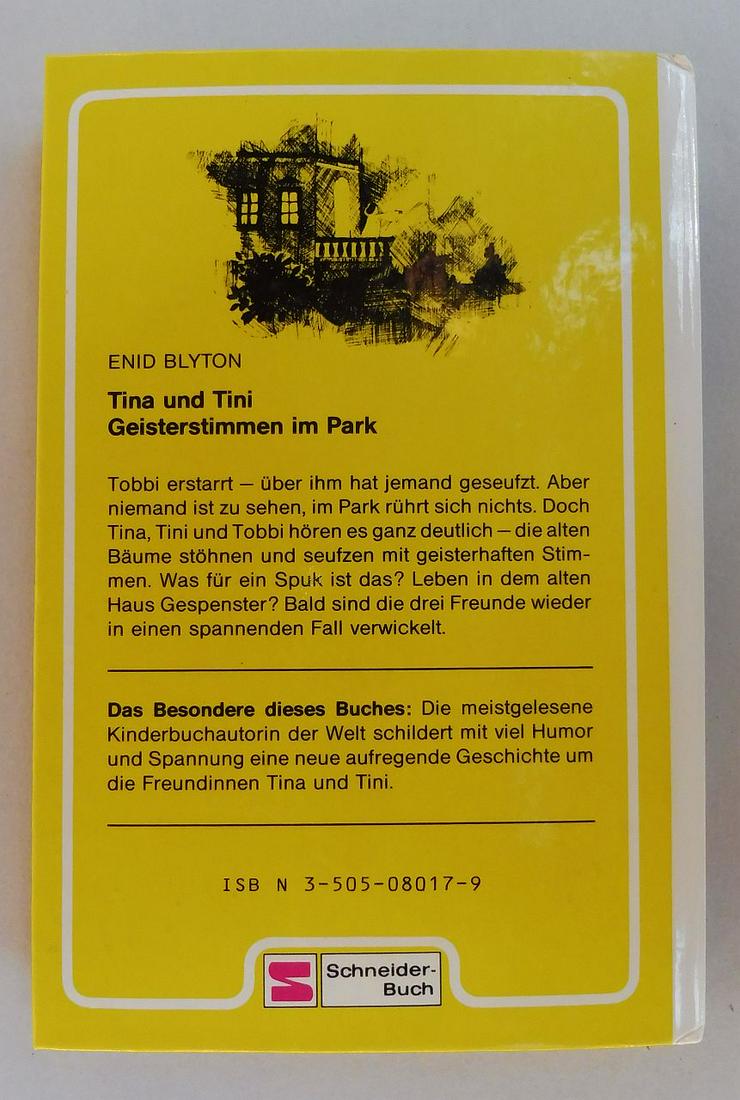 ENID BLYTON
Tina und Tini
Geisterstimmen im Park
Tobbi erstarrt — über ihm hat jemand geseufzt. Aber
niemand ist zu sehen, im Park rührt sich nichts. Doch
Tina, Tini und Tobbi hören es ganz deutlich — die alten
Bäume stöhnen und seufzen mit geisterhaften Stim-
men. Was für ein Spuk ist das? Leben in dem alten
Haus Gespenster? Bald sind die drei Freunde wieder
in einen spannenden Fall verwickelt.
Das Besondere dieses Buches: Die meistgelesene
Kinderbuchautorin der Welt schildert mit viel Humor
und Spannung eine neue aufregende Geschichte um
die Freundinnen Tina und Tini.
ISB N 3-505-08017-9
Schneider-
Buch